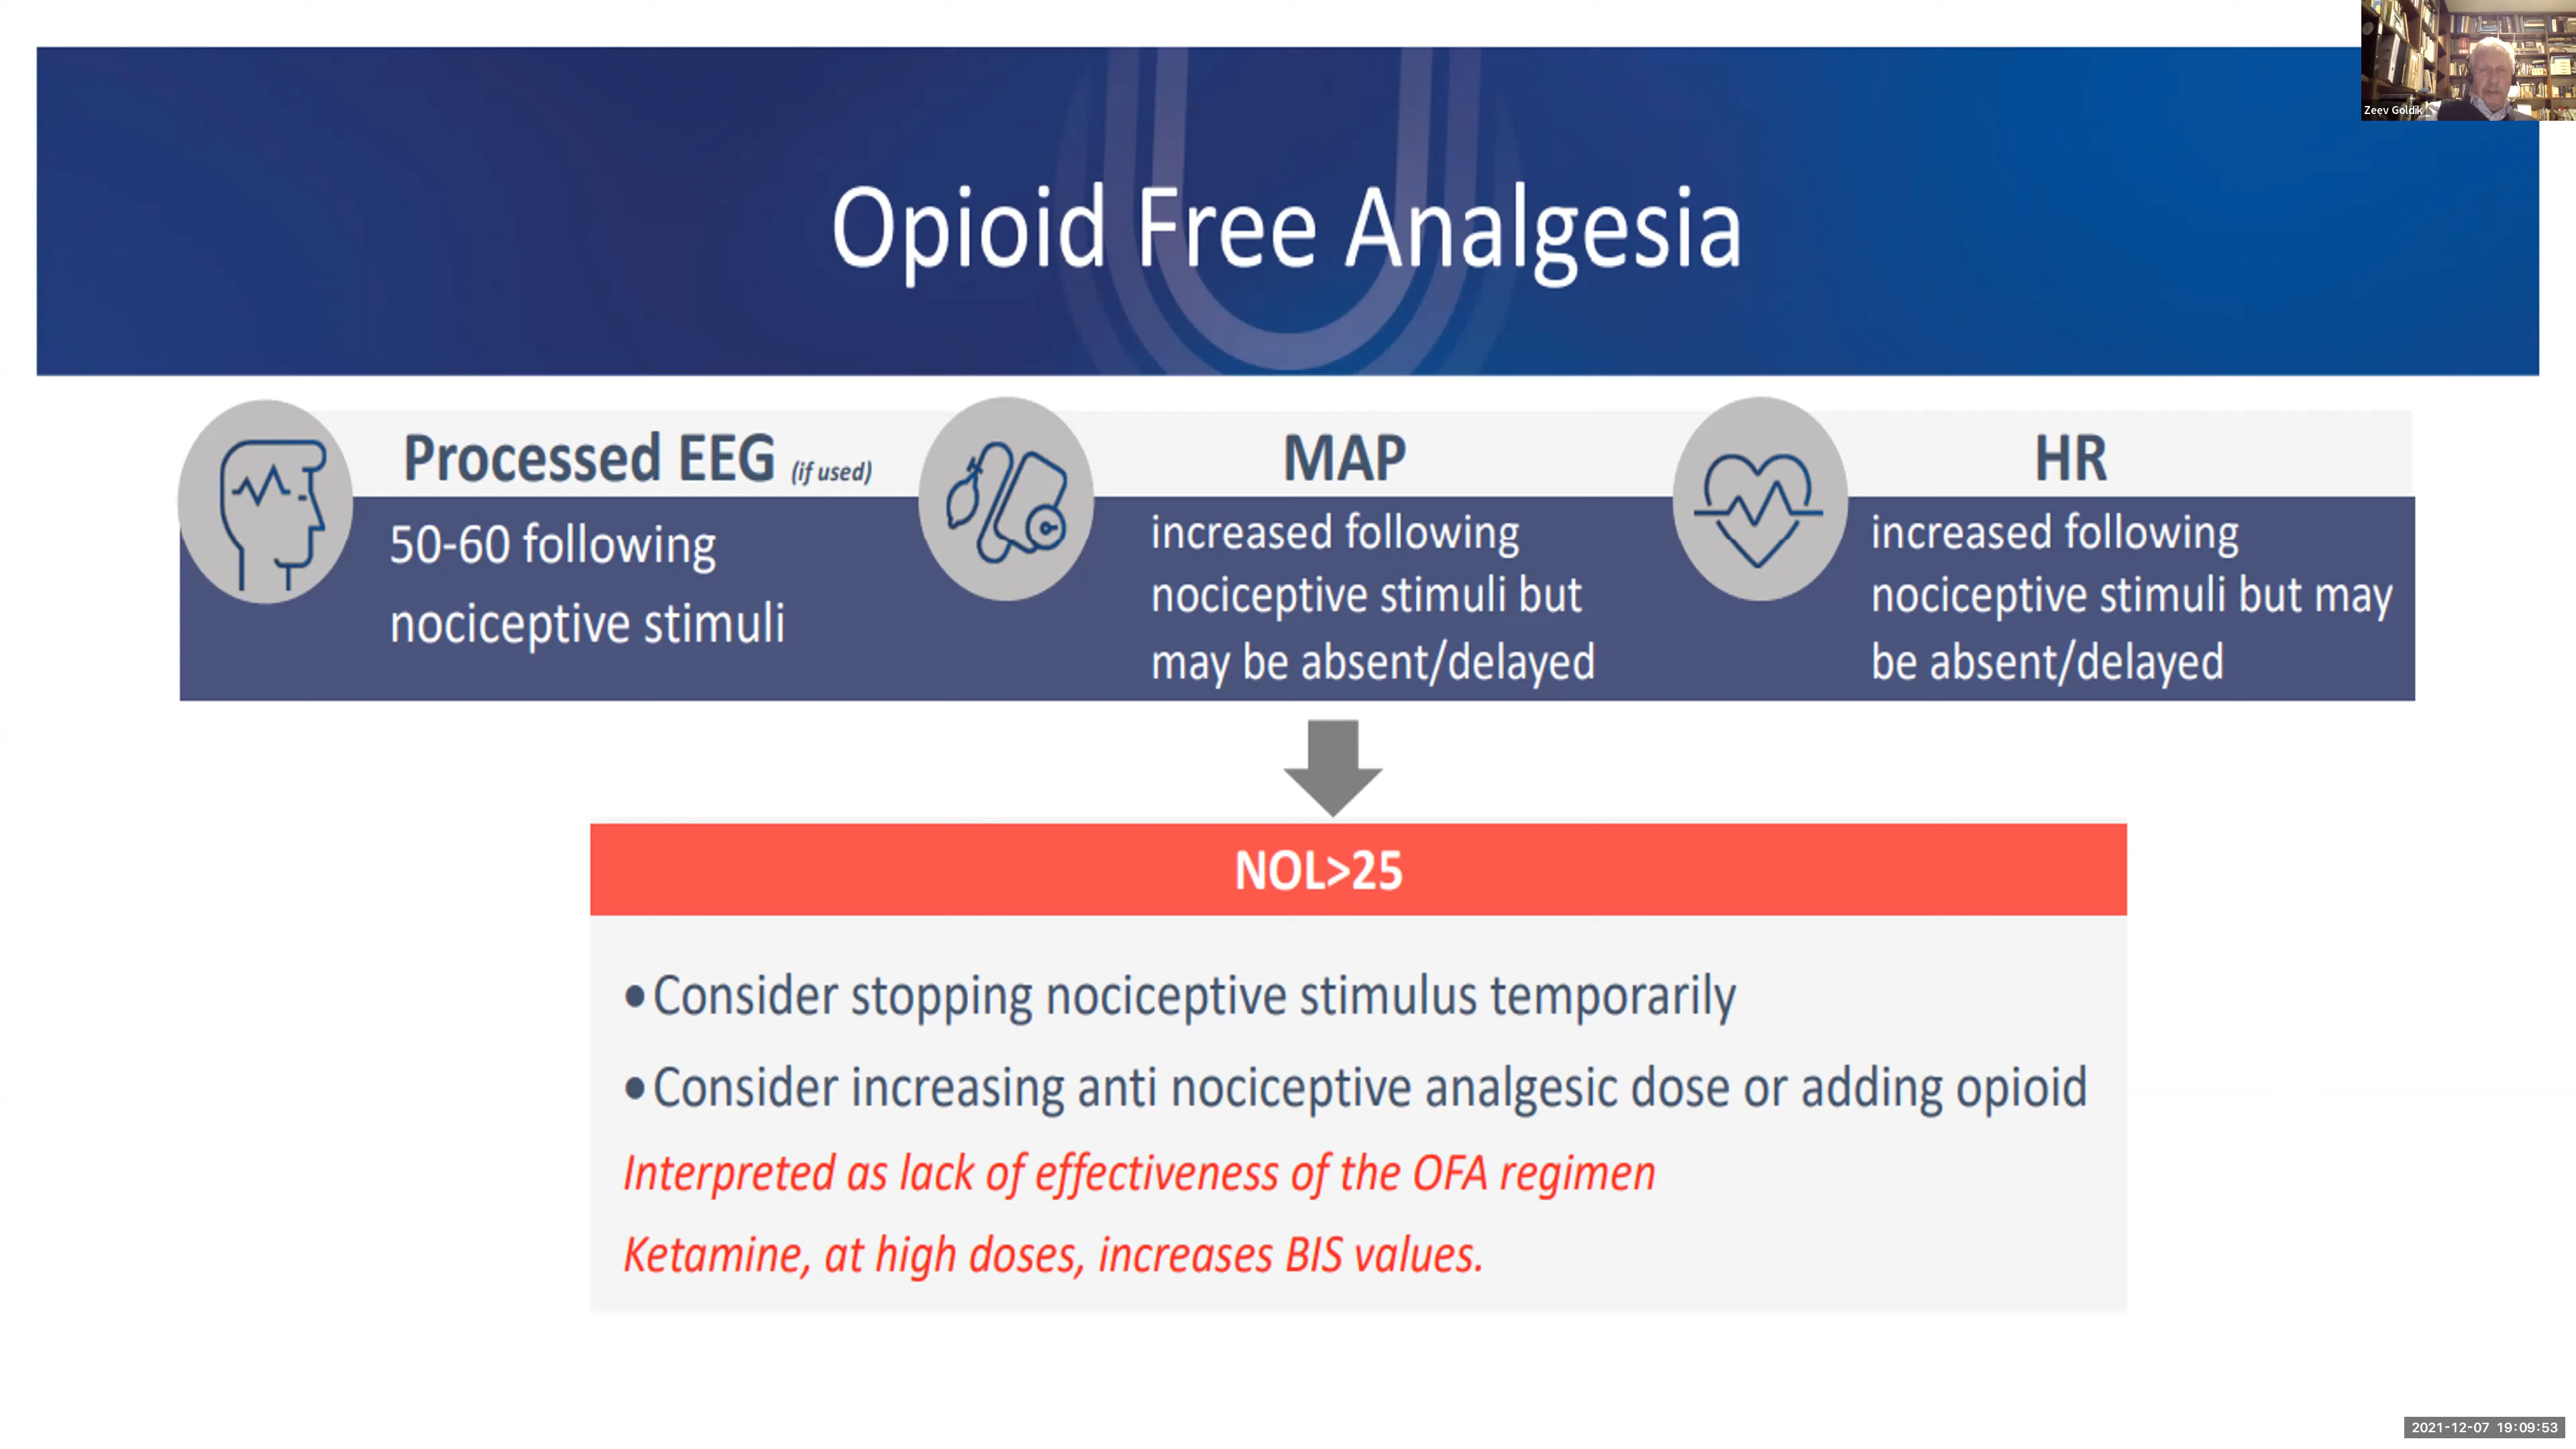 Zeev Goldik
Opioid Free Analgesia
Processed EEG (if used)
50-60 following
nociceptive stimuli
MAP
increased following
nociceptive stimuli but
may be absent/delayed
HR
increased following
nociceptive stimuli but may
be absent/delayed
NOL>25
•Consider stopping nociceptive stimulus temporarily
•Consider increasing anti nociceptive analgesic dose or adding opioid
Interpreted as lack of effectiveness of the OFA regimen
Ketamine, at high doses, increases BIS values.
2021-12-07 19:09:53